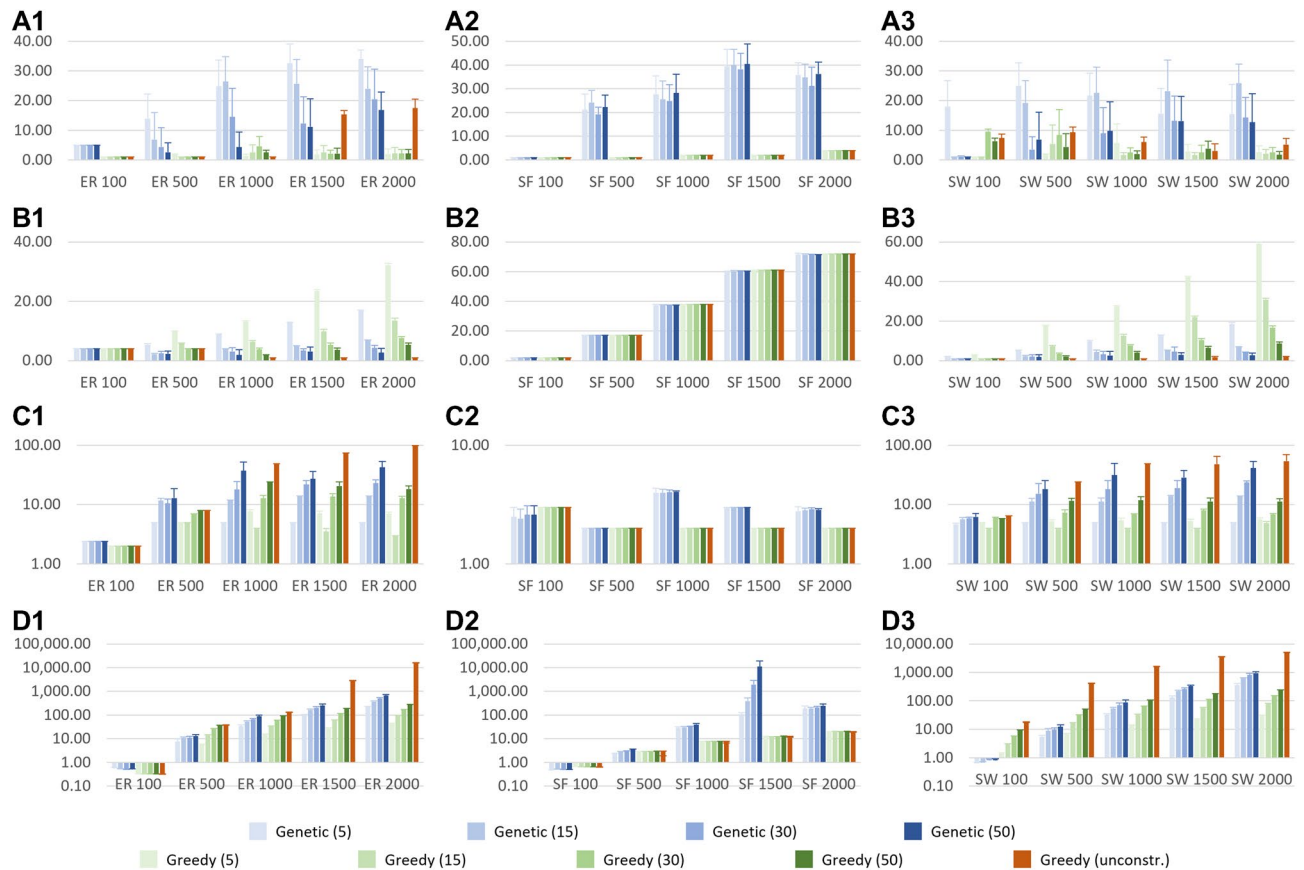 A1
40.00
30.00
20.00
10.00
0.00
ER 100 ER 500 ER 1000 ER 1500 ER 2000
A2
50.00
40.00
30.00
20.00
10.00
0.00
SF 100 SF 500 SF 1000 SF 1500 SF 2000
A3
40.00
30.00
20.00
10.00
0.00
SW 100 SW 500 SW 1000 SW 1500 SW 2000
B1
40.00
20.00
0.00
ER 100 ER 500 ER 1000 ER 1500 ER 2000
B2
80.00
60.00
40.00
20.00
0.00
SF 100 SF 500 SF 1000 SF 1500 SF 2000
B3
60.00
40.00
20.00
0.00
SW 100 SW 500 SW 1000 SW 1500 SW 2000
C1
100.00
10.00
1.00
ER 100 ER 500 ER 1000 ER 1500 ER 2000
C2
10.00
1.00
SF 100 SF 500 SF 1000 SF 1500 SF 2000
C3
100.00
10.00
1.00
SW 100 SW 500 SW 1000 SW 1500 SW 2000
D1
100,000.00
10,000.00
1,000.00
100.00
10.00
1.00
0.10
ER 100 ER 500 ER 1000 ER 1500 ER 2000
D2
100,000.00
10,000.00
1,000.00
100.00
10.00
1.00
0.10
SF 100 SF 500 SF 1000 SF 1500 SF 2000
D3
10,000.00
1,000.00
100.00
10.00
1.00
0.10
SW 100 SW 500 SW 1000 SW 1500 SW 2000
Genetic (5) Genetic (15) Genetic (30) Genetic (50)
Greedy (5) Greedy (15) Greedy (30) Greedy (50) Greedy (unconstr.)